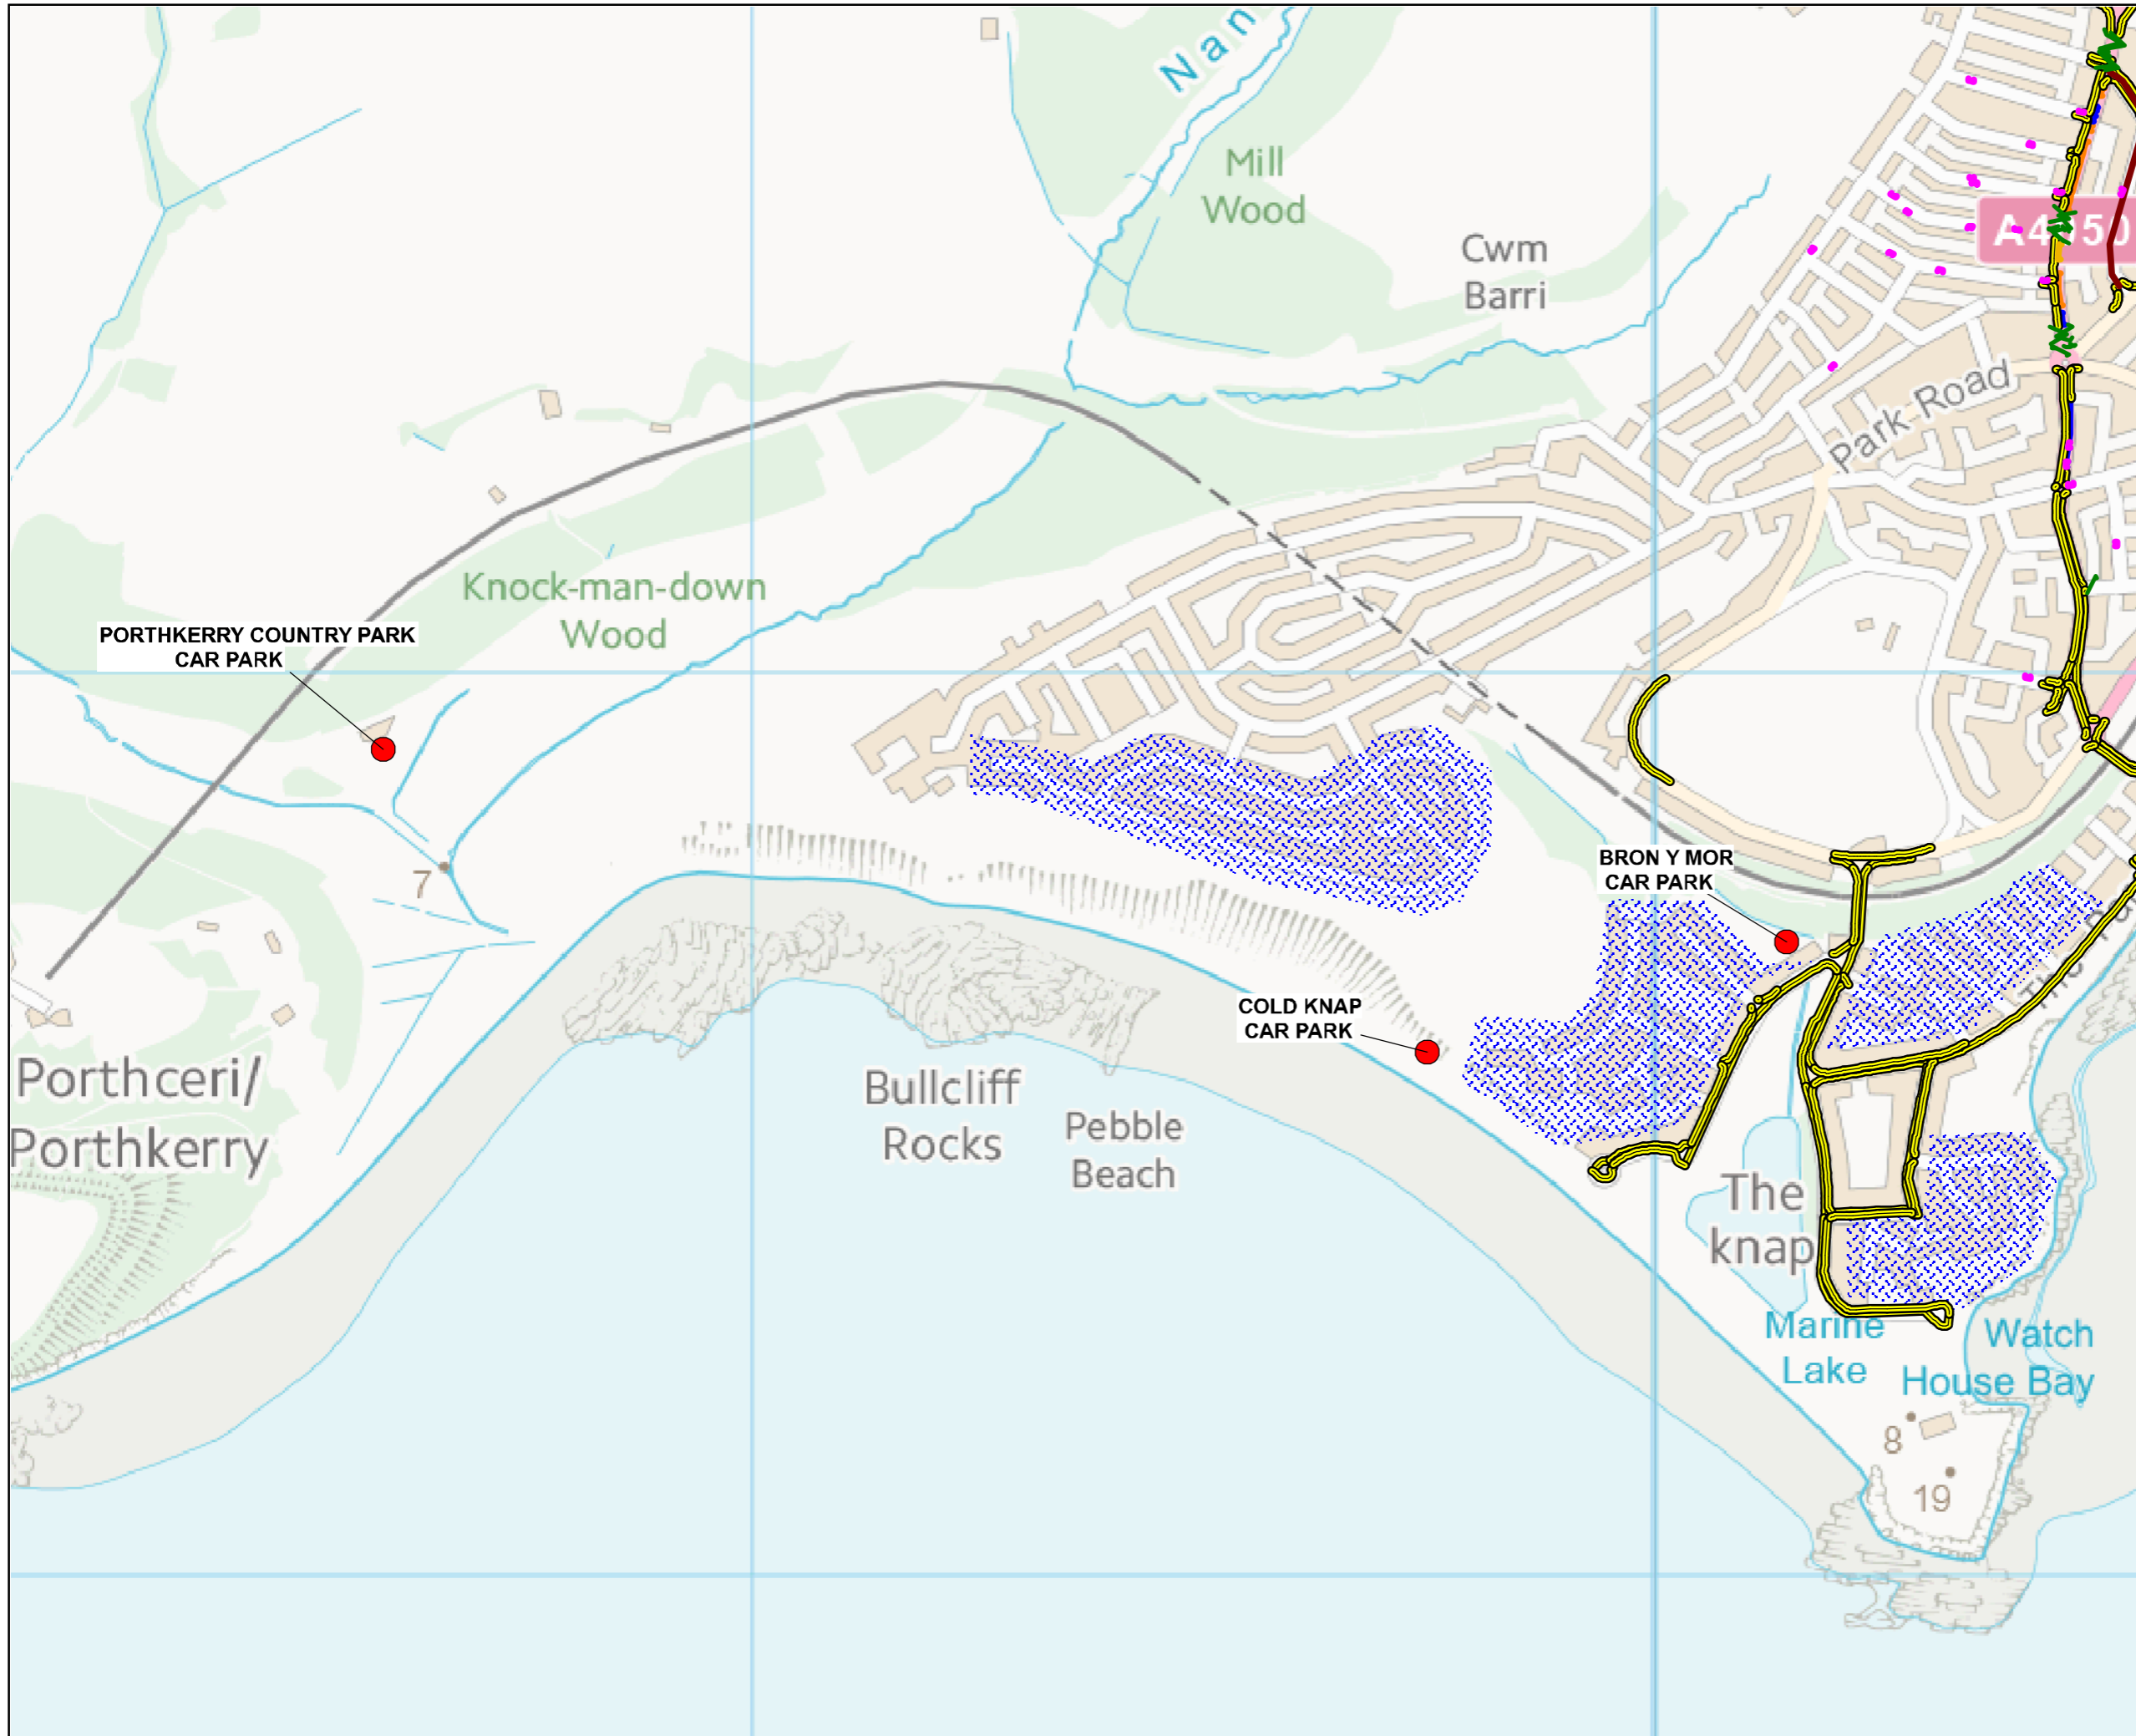 Nan
Mill
Wood
Cwm
Barri
A4050
Park Road
Knock-man-down
Wood
PORTHKERRY COUNTRY PARK
CAR PARK
7
BRON Y MOR
CAR PARK
COLD KNAP
CAR PARK
Porthceri/
Porthkerry
Bullcliff
Rocks
Pebble
Beach
The
knap
Marine
Lake
Watch
House Bay
8
19